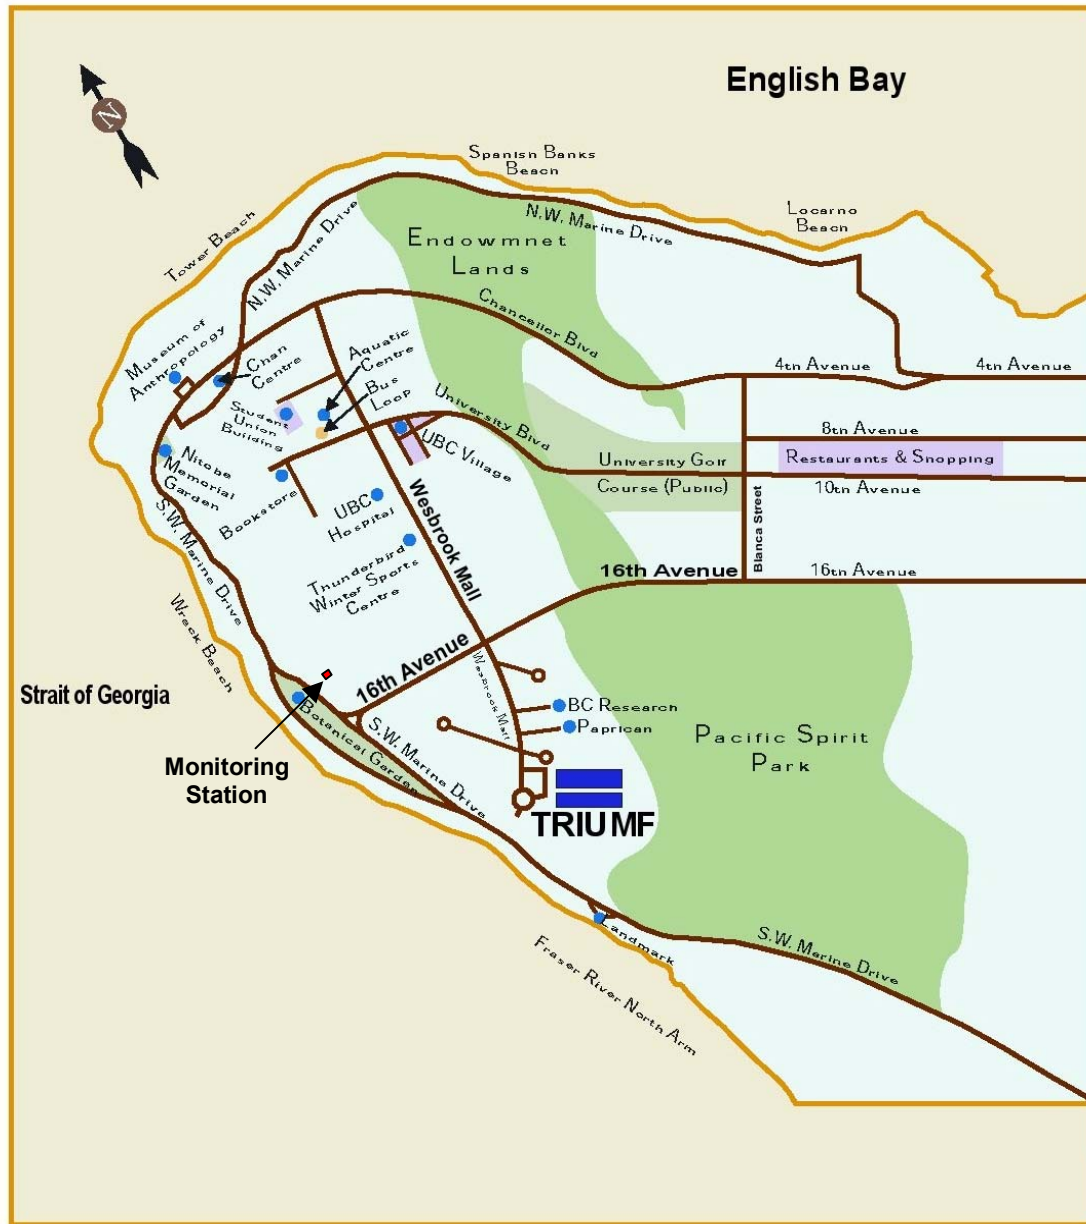 English Bay
N
Spanish Banks
Beach
Tower Beach
N.W. Marine Drive
N.W. Marine Drive
Locarno
Beach
Endowmnet
Lands
Chancellor Blvd
Museum of
Anthropology
Chan
Centre
Aquatic
Centre
Bus
Loop
Student
Union
Building
4th Avenue
4th Avenue
University Blvd
8th Avenue
UBC Village
University Golf
Course (Public)
Restaurants & Shopping
10th Avenue
Nitobe
Memorial
Garden
Bookstore
UBC
Hospital
Wesbrook Mall
Blanca Street
S.W. Marine Drive
Thunderbird
Winter Sports
Centre
16th Avenue
16th Avenue
Wreck Beach
16th Avenue
Wesbrook Mall
Strait of Georgia
Botanical Garden
S.W. Marine Drive
BC Research
Paprican
Pacific Spirit
Park
Monitoring
Station
TRIUMF
Landmark
S.W. Marine Drive
Fraser River North Arm